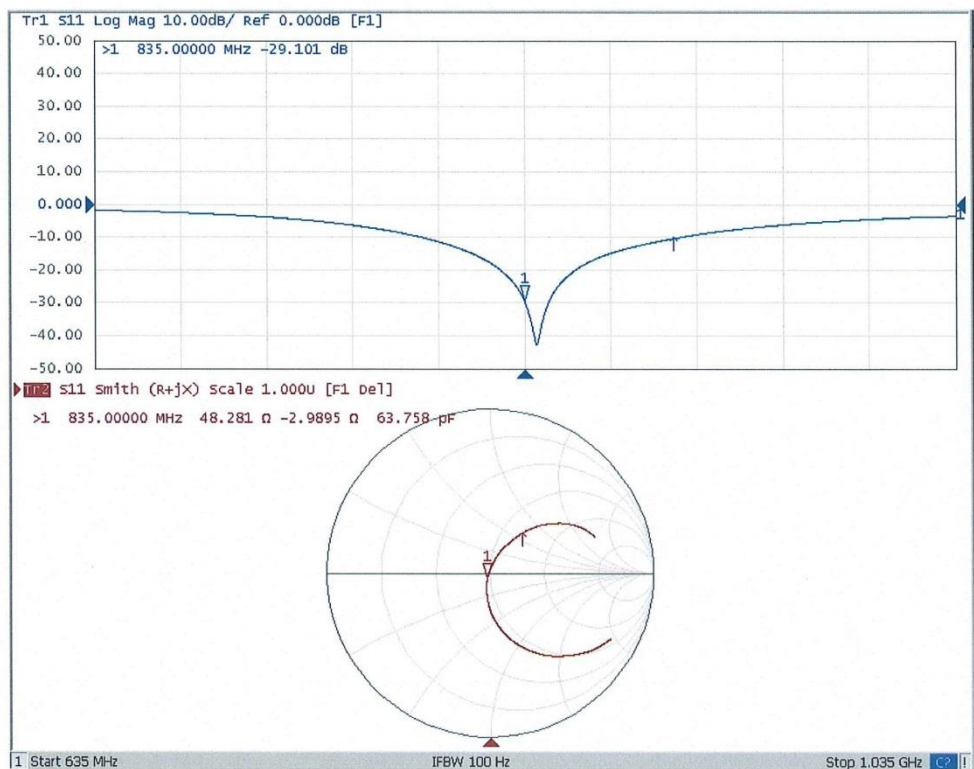 Tr1 S11 Log Mag 10.00dB/ Ref 0.000dB [F1]
50.00
>1 835.00000 MHz -29.101 dB
40.00
30.00
20.00
10.00
0.000
1
-10.00
-20.00
1
-30.00
-40.00
-50.00
Tr2 S11 Smith (R+jX) Scale 1.000U [F1 Del]
>1 835.00000 MHz 48.281 Ω -2.9895 Ω 63.758 pF
1
1 Start 635 MHz IFBW 100 Hz Stop 1.035 GHz C? !